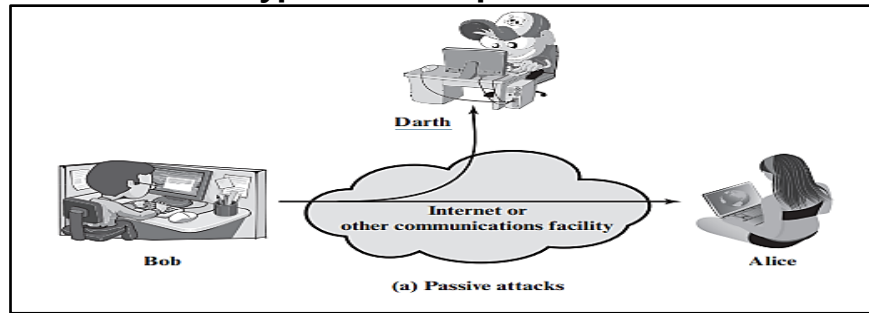 Darth
Internet or
other communications facility
Bob
Alice
(a) Passive attacks